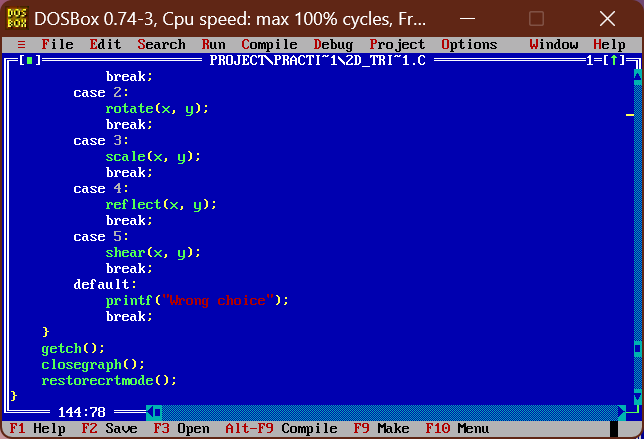 DOS
BOX
DOSBox 0.74-3, Cpu speed: max 100% cycles, Fr...
≡ File Edit Search Run Compile Debug Project Options Window Help
[■] PROJECT\PRACTI~1\2D_TRI~1.C 1=[↑]
break;
case 2:
rotate(x, y);
break;
case 3:
scale(x, y);
break;
case 4:
reflect(x, y);
break;
case 5:
shear(x, y);
break;
default:
printf("Wrong choice");
break;
}
getch();
closegraph();
restorecrtmode();
}
144:78
F1 Help F2 Save F3 Open Alt-F9 Compile F9 Make F10 Menu